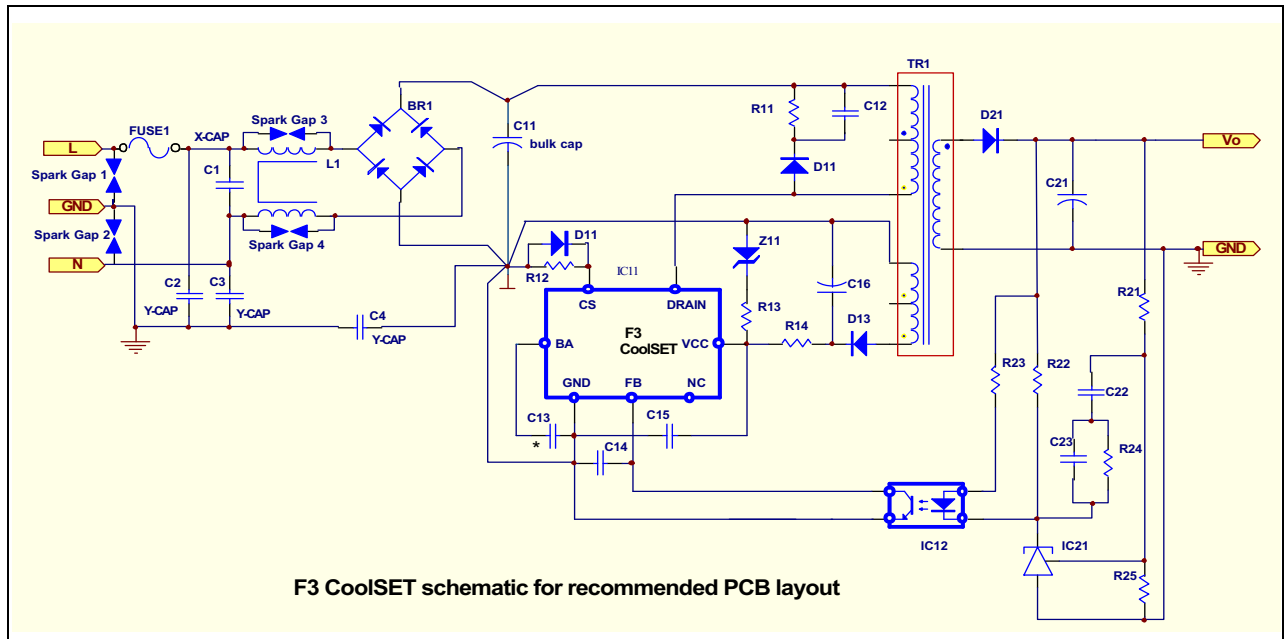 TR1
BR1
Spark Gap 3
R11
C12
D21
FUSE1
X-CAP
C11
bulk cap
L
Vo
L1
Spark Gap 1
C1
D11
C21
GND
Spark Gap 2
Spark Gap 4
D11
Z11
GND
N
R12
IC11
C2
C3
CS
DRAIN
C16
R21
Y-CAP
Y-CAP
C4
R13
Y-CAP
F3
CoolSET
R14
D13
BA
VCC
R23
R22
GND
FB
NC
C22
C13
C15
*
C14
C23
R24
IC12
IC21
R25
F3 CoolSET schematic for recommended PCB layout